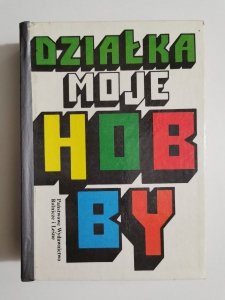 DZIAŁKA
MOJE
HOB
BY
Państwowe Wydawnictwo
Rolnicze i Leśne